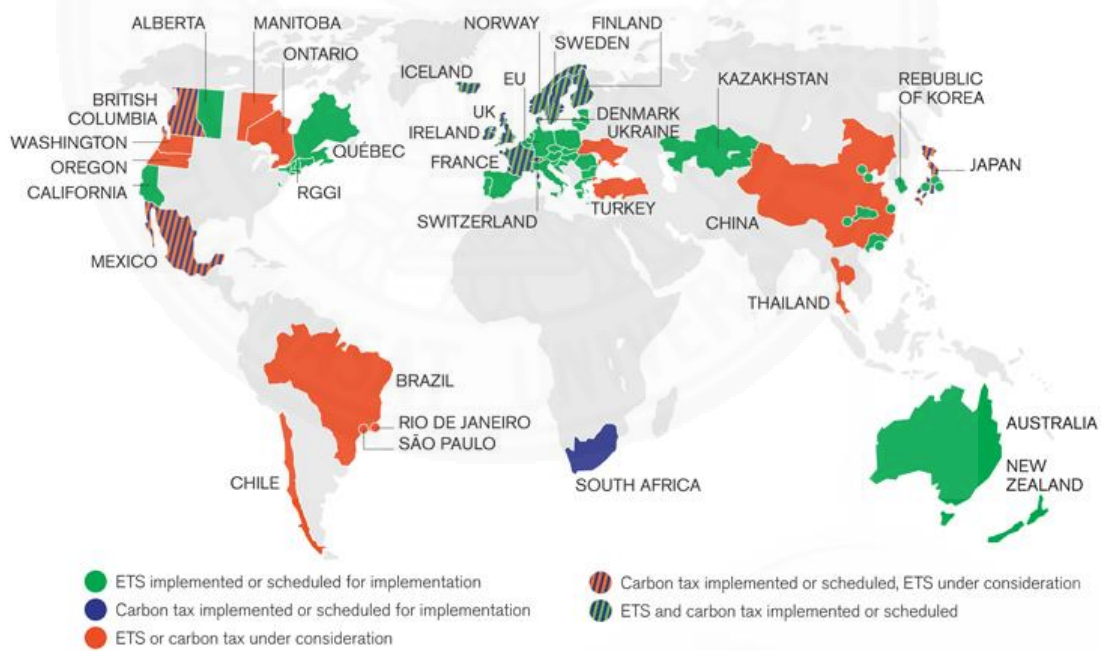 ALBERTA
MANITOBA
ONTARIO
BRITISH
COLUMBIA
WASHINGTON
OREGON
CALIFORNIA
QUÉBEC
RGGI
MEXICO
NORWAY
FINLAND
SWEDEN
ICELAND
EU
UK
IRELAND
DENMARK
UKRAINE
FRANCE
SWITZERLAND
TURKEY
KAZAKHSTAN
REBUBLIC
OF KOREA
JAPAN
CHINA
THAILAND
BRAZIL
RIO DE JANEIRO
SÃO PAULO
CHILE
SOUTH AFRICA
AUSTRALIA
NEW
ZEALAND
ETS implemented or scheduled for implementation
Carbon tax implemented or scheduled for implementation
ETS or carbon tax under consideration
Carbon tax implemented or scheduled, ETS under consideration
ETS and carbon tax implemented or scheduled